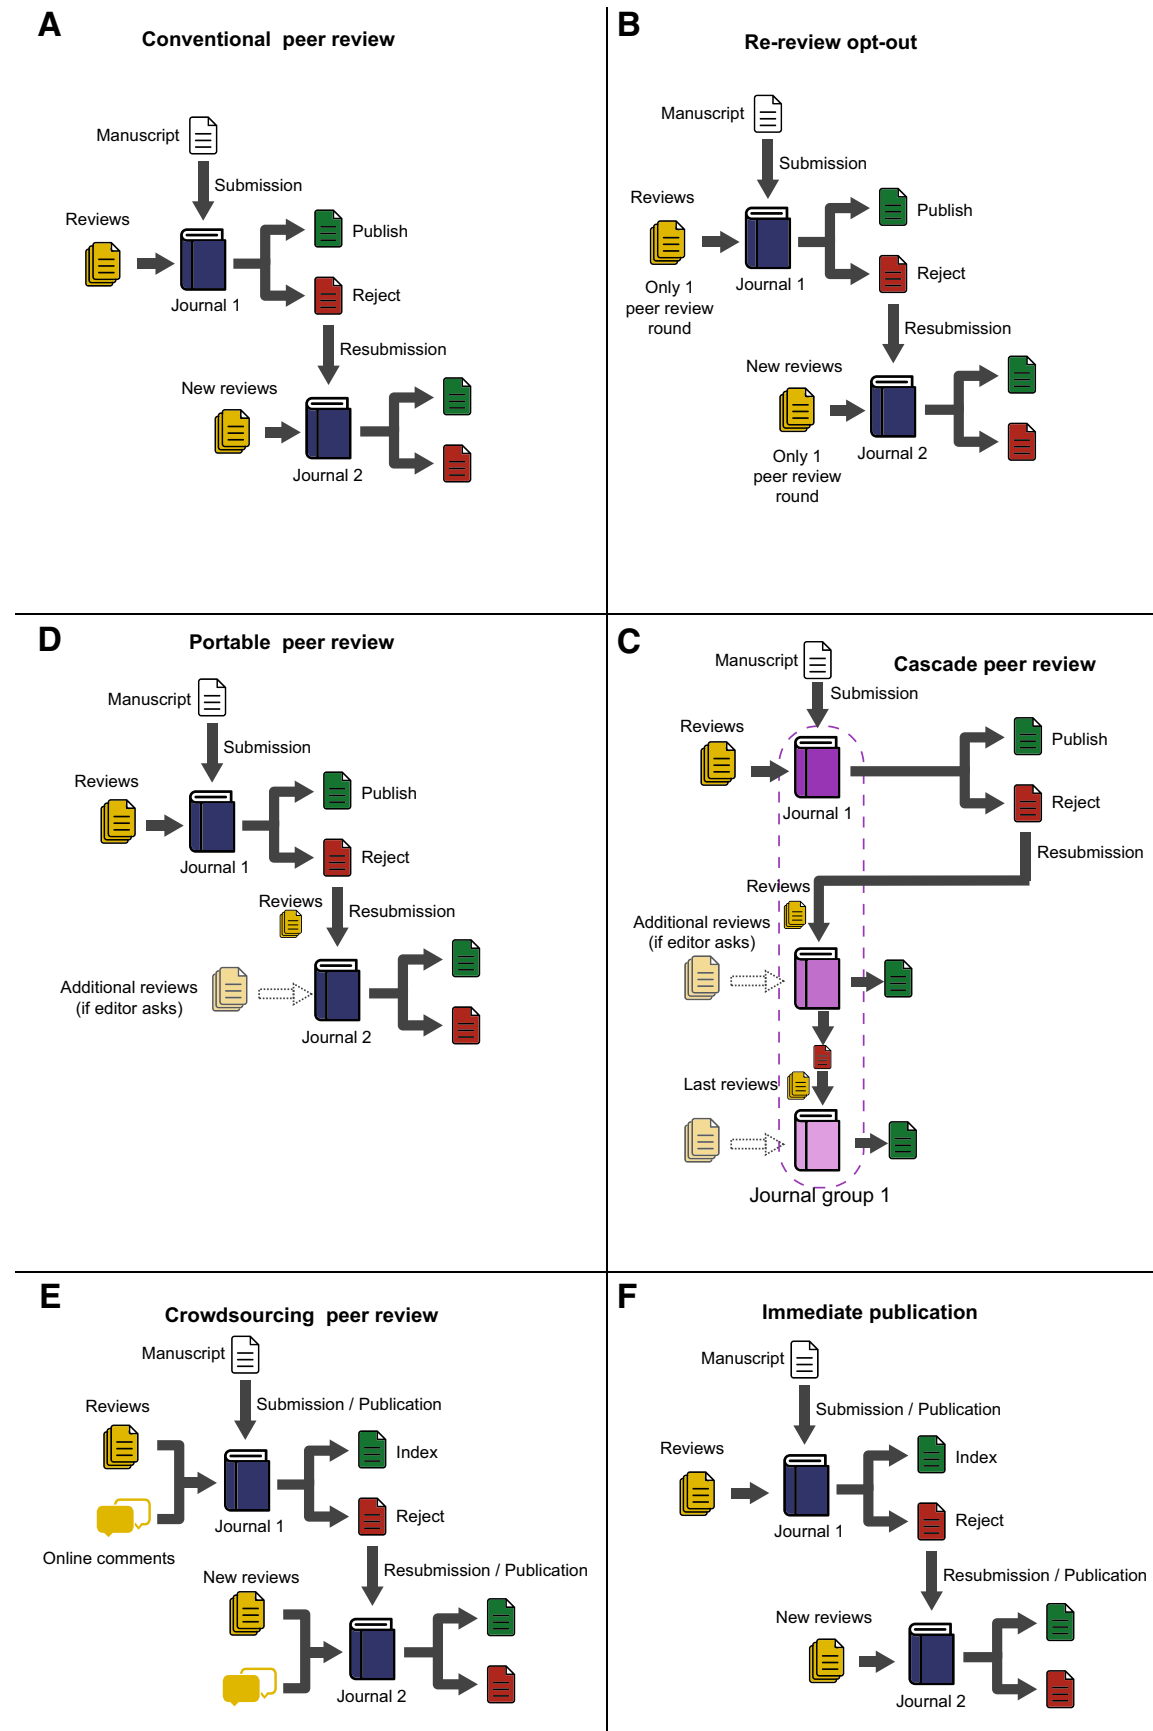 A
Conventional  peer review
Manuscript
Submission
Reviews
Publish
Journal 1
Reject
Resubmission
New reviews
Journal 2
B
Re-review opt-out
Manuscript
Submission
Reviews
Publish
Only 1
peer review
round
Journal 1
Reject
Resubmission
New reviews
Only 1
peer review
round
Journal 2
D
Portable  peer review
Manuscript
Submission
Reviews
Publish
Journal 1
Reject
Reviews
Resubmission
Additional reviews
(if editor asks)
Journal 2
C
Cascade peer review
Manuscript
Submission
Reviews
Publish
Journal 1
Reject
Resubmission
Reviews
Additional reviews
(if editor asks)
Last reviews
Journal group 1
E
Crowdsourcing  peer review
Manuscript
Submission / Publication
Reviews
Index
Journal 1
Reject
Online comments
Resubmission / Publication
New reviews
Journal 2
F
Immediate publication
Manuscript
Submission / Publication
Reviews
Index
Journal 1
Reject
Resubmission / Publication
New reviews
Journal 2